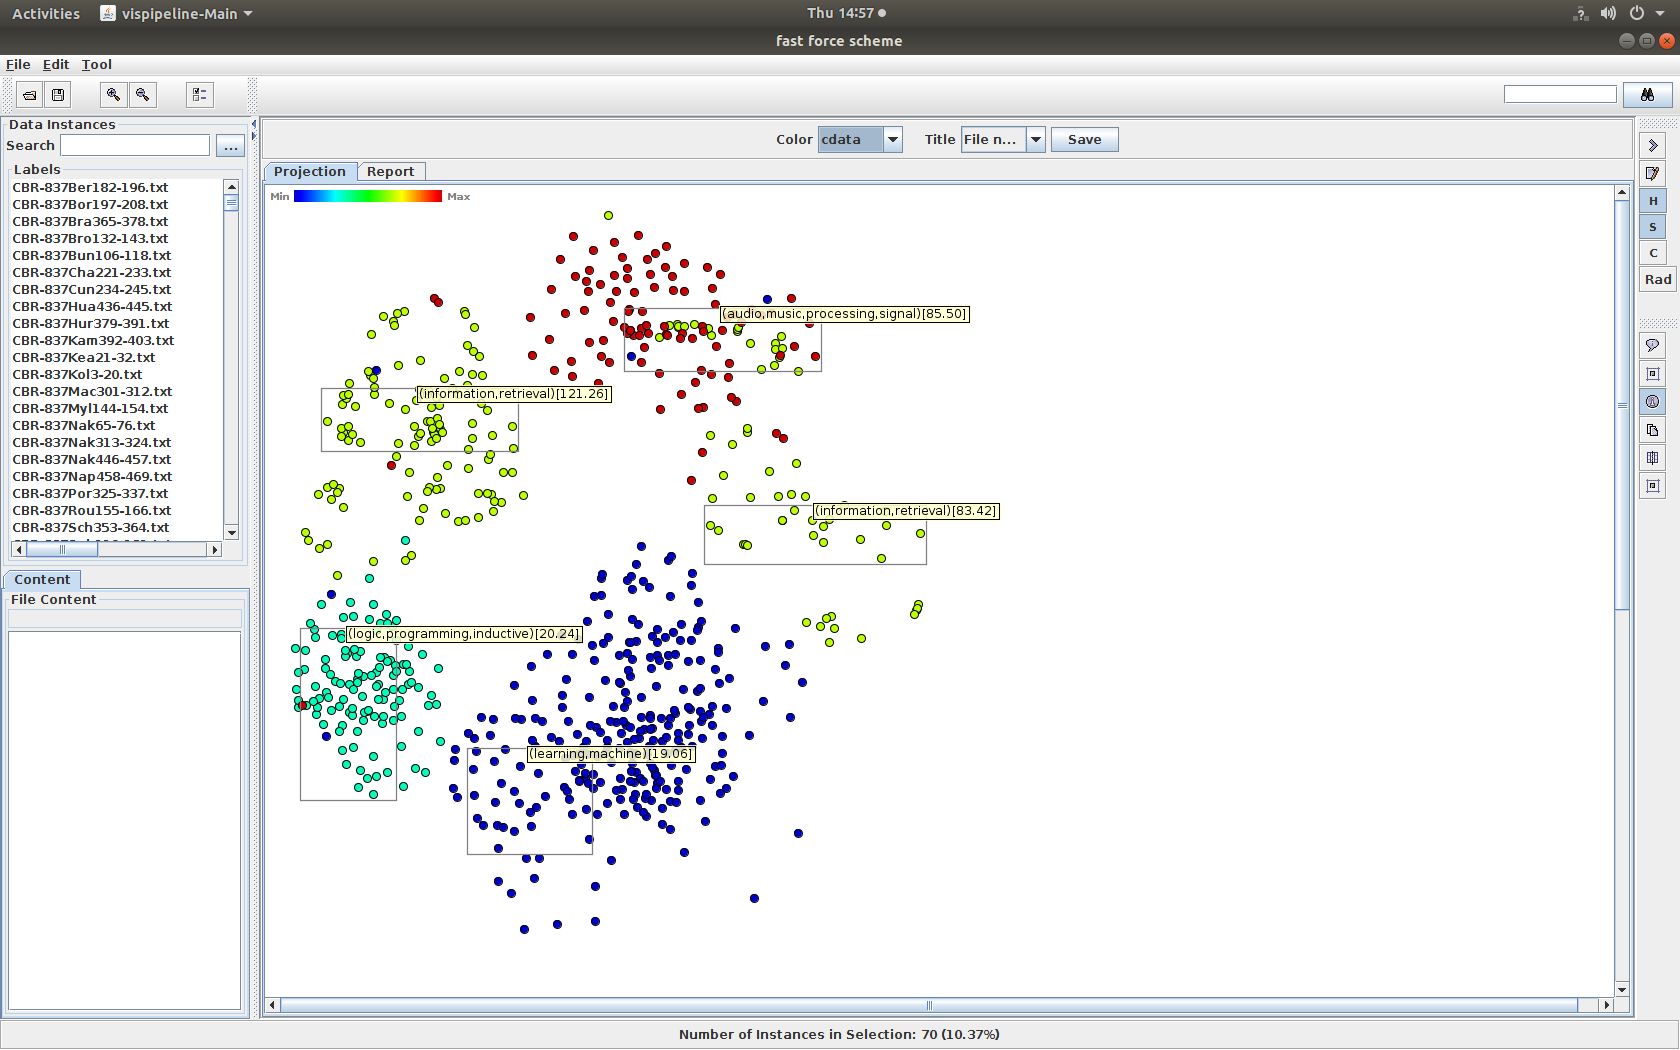 Activities
vispipeline-Main
Thu 14:57
fast force scheme
File Edit Tool
Data Instances
Search
...
Labels
CBR-837Ber182-196.txt
CBR-837Bor197-208.txt
CBR-837Bra365-378.txt
CBR-837Bro132-143.txt
CBR-837Bun106-118.txt
CBR-837Cha221-233.txt
CBR-837Cun234-245.txt
CBR-837Hua436-445.txt
CBR-837Hur379-391.txt
CBR-837Kam392-403.txt
CBR-837Kea21-32.txt
CBR-837Kol3-20.txt
CBR-837Mac301-312.txt
CBR-837Myl144-154.txt
CBR-837Nak65-76.txt
CBR-837Nak313-324.txt
CBR-837Nak446-457.txt
CBR-837Nap458-469.txt
CBR-837Por325-337.txt
CBR-837Rou155-166.txt
CBR-837Sch353-364.txt
Content
File Content
Color
cdata
Title
File n...
Save
Projection
Report
Min
Max
(audio,music,processing,signal)[85.50]
(information,retrieval)[121.26]
(information,retrieval)[83.42]
(logic,programming,inductive)[20.24]
(learning,machine)[19.06]
H
S
C
Rad
Number of Instances in Selection: 70 (10.37%)